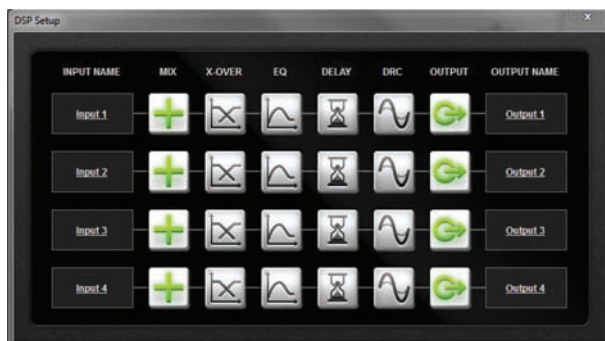 DSP Setup
x
INPUT NAME MIX X-OVER EQ DELAY DRC OUTPUT OUTPUT NAME
Input 1 Output 1
Input 2 Output 2
Input 3 Output 3
Input 4 Output 4